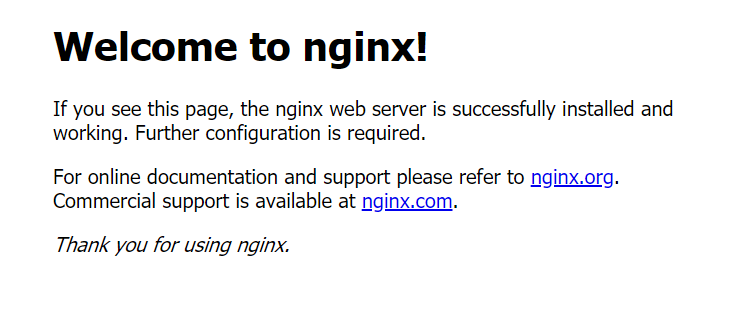 Welcome to nginx!
If you see this page, the nginx web server is successfully installed and
working. Further configuration is required.
For online documentation and support please refer to nginx.org.
Commercial support is available at nginx.com.
Thank you for using nginx.